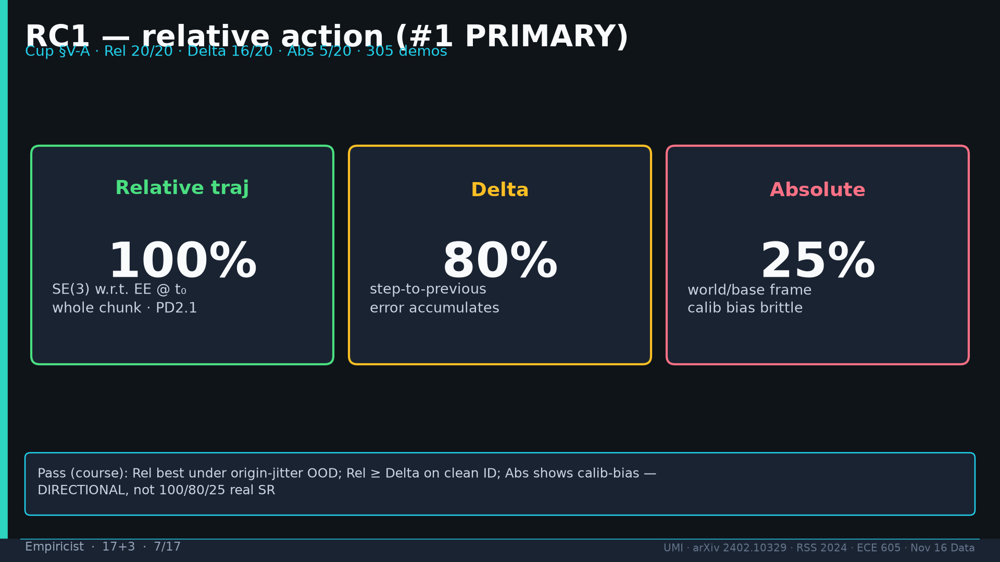 RC1 — relative action (#1 PRIMARY)
Cup §V-A · Rel 20/20 · Delta 16/20 · Abs 5/20 · 305 demos
Relative traj
100%
SE(3) w.r.t. EE @ t₀
whole chunk · PD2.1
Delta
80%
step-to-previous
error accumulates
Absolute
25%
world/base frame
calib bias brittle
Pass (course): Rel best under origin-jitter OOD; Rel ≥ Delta on clean ID; Abs shows calib-bias —
DIRECTIONAL, not 100/80/25 real SR
Empiricist · 17+3 · 7/17
UMI · arXiv 2402.10329 · RSS 2024 · ECE 605 · Nov 16 Data